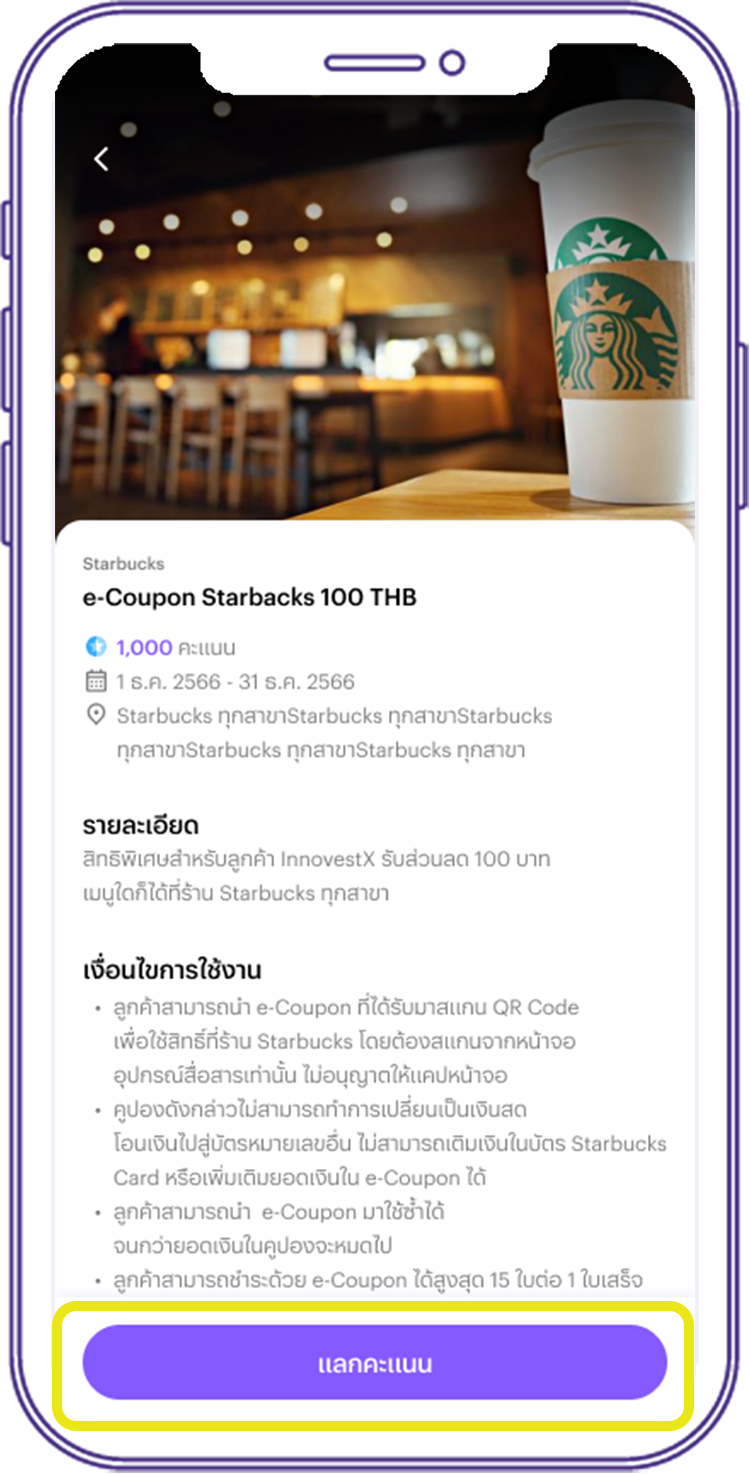 Starbucks
e-Coupon Starbacks 100 THB
1,000 คะแนน
1 ธ.ค. 2566 - 31 ธ.ค. 2566
Starbucks ทุกสาขาStarbucks ทุกสาขาStarbucks
ทุกสาขาStarbucks ทุกสาขาStarbucks ทุกสาขา
รายละเอียด
สิทธิพิเศษสำหรับลูกค้า InnovestX รับส่วนลด 100 บาท
เมนูใดก็ได้ที่ร้าน Starbucks ทุกสาขา
เงื่อนไขการใช้งาน
• ลูกค้าสามารถนำ e-Coupon ที่ได้รับมาสแกน QR Code
เพื่อใช้สิทธิ์ที่ร้าน Starbucks โดยต้องสแกนจากหน้าจอ
อุปกรณ์สื่อสารเท่านั้น ไม่อนุญาตให้แคปหน้าจอ
• คูปองดังกล่าวไม่สามารถทำการเปลี่ยนเป็นเงินสด
โอนเงินไปสู่บัตรหมายเลขอื่น ไม่สามารถเติมเงินในบัตร Starbucks
Card หรือเพิ่มเติมยอดเงินใน e-Coupon ได้
• ลูกค้าสามารถนำ e-Coupon มาใช้ซ้ำได้
จนกว่ายอดเงินในคูปองจะหมดไป
• ลูกค้าสามารถชำระด้วย e-Coupon ได้สูงสุด 15 ใบต่อ 1 ใบเสร็จ
แลกคะแนน